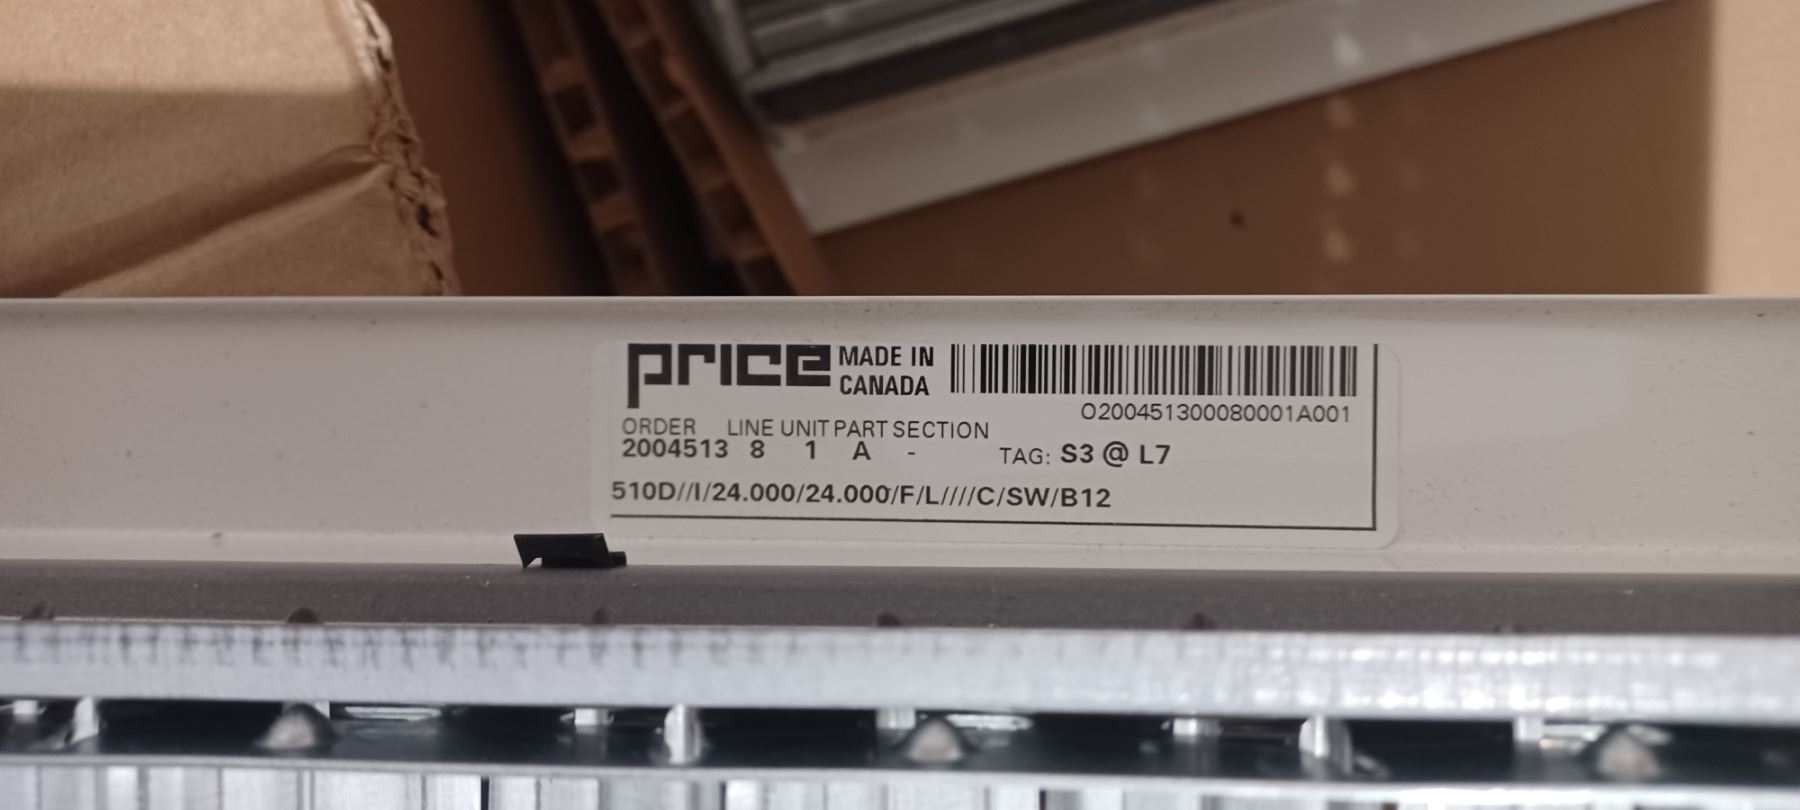 price MADE IN
CANADA
O200451300080001A001
ORDER LINE UNIT PART SECTION
2004513 8 1 A - TAG: S3 @ L7
510D//I/24.000/24.000/F/L////C/SW/B12